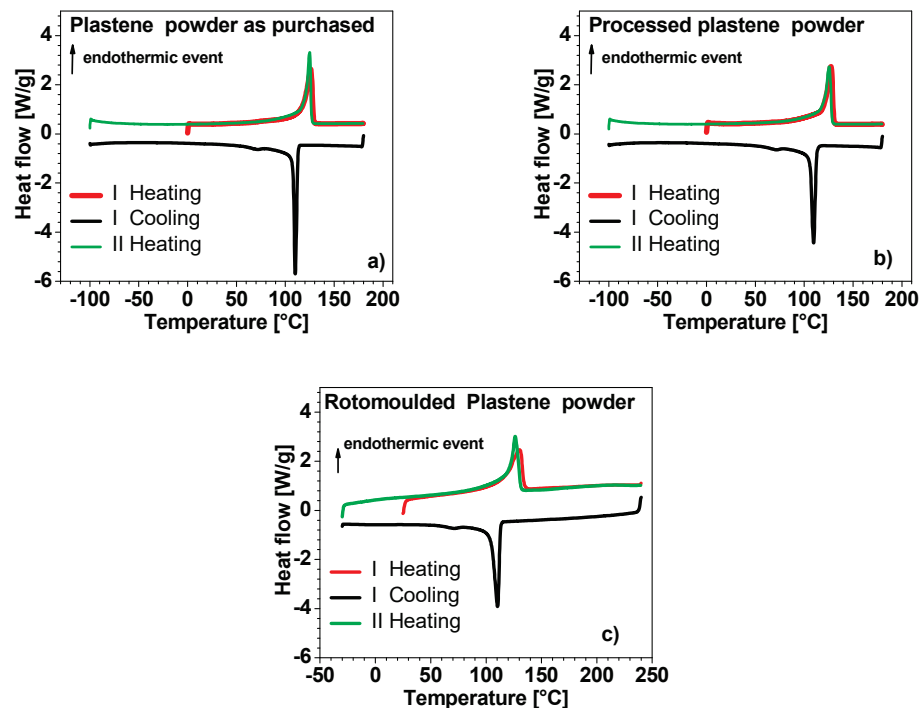 Plastene powder as purchased
endothermic event
Heat flow [W/g]
4
2
0
-2
-4
-6
I Heating
I Cooling
II Heating
a)
-100 -50 0 50 100 150 200
Temperature [°C]
Processed plastene powder
endothermic event
Heat flow [W/g]
4
2
0
-2
-4
-6
I Heating
I Cooling
II Heating
b)
-100 -50 0 50 100 150 200
Temperature [°C]
Rotomoulded Plastene powder
endothermic event
Heat flow [W/g]
4
2
0
-2
-4
-6
I Heating
I Cooling
II Heating
c)
-50 0 50 100 150 200 250
Temperature [°C]